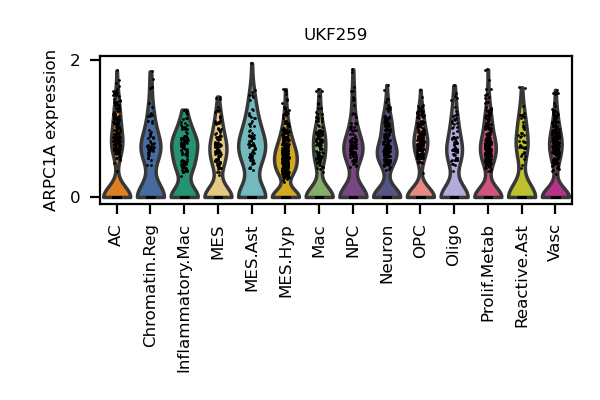 UKF259
ARPC1A expression
2
0
AC
Chromatin.Reg
Inflammatory.Mac
MES
MES.Ast
MES.Hyp
Mac
NPC
Neuron
OPC
Oligo
Prolif.Metab
Reactive.Ast
Vasc